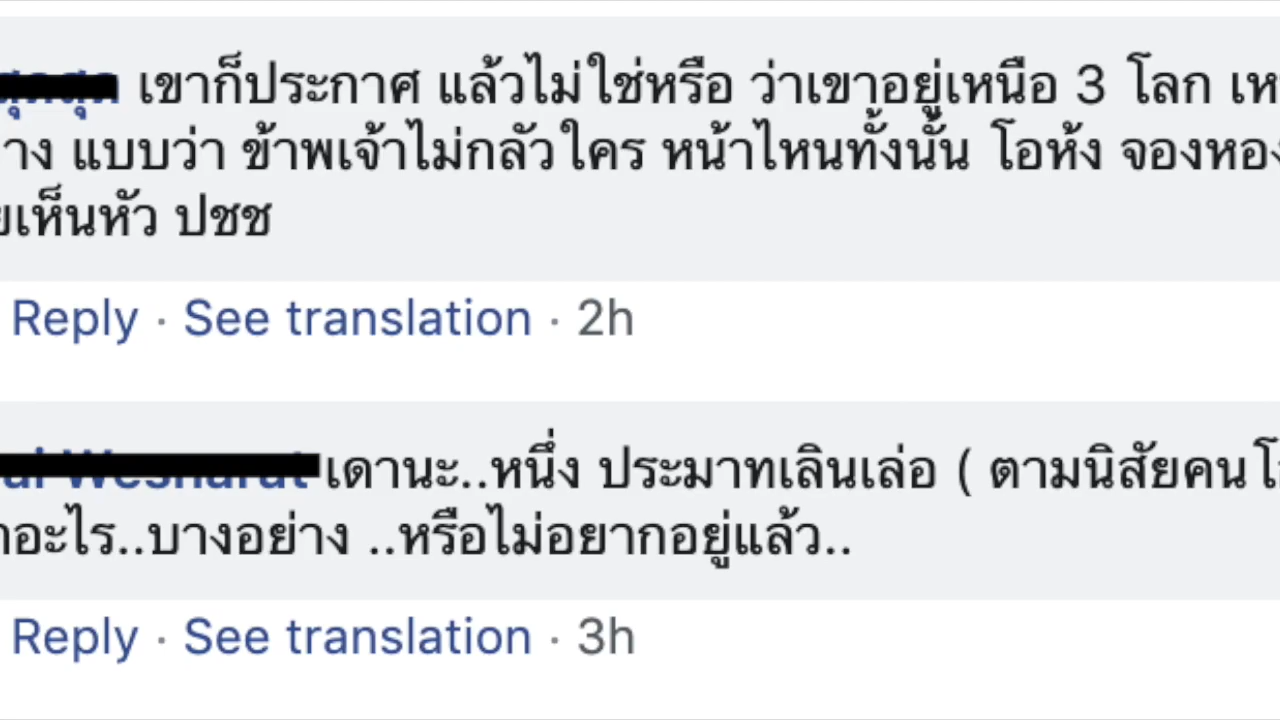 เขาก็ประกาศ แล้วไม่ใช่หรือ ว่าเขาอยู่เหนือ 3 โลก
แบบว่า ข้าพเจ้าไม่กลัวใคร หน้าไหนทั้งนั้น โอหัง
เห็นหัว ปชช
Reply · See translation · 2h
เดานะ..หนึ่ง ประมาทเลินเล่อ ( ตามนิสัยคน
อะไร..บางอย่าง ..หรือไม่อยากอยู่แล้ว..
Reply · See translation · 3h